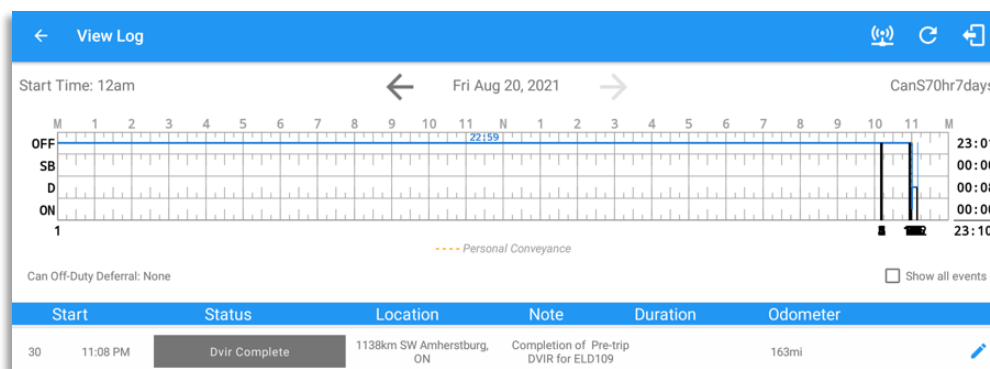 View Log
Start Time: 12am
Fri Aug 20, 2021
CanS70hr7days
M 1 2 3 4 5 6 7 8 9 10 11 N 1 2 3 4 5 6 7 8 9 10 11 M
22:59
OFF 23:01
SB 00:00
D 00:08
ON 00:00
1 23:10
Personal Conveyance
Can Off-Duty Deferral: None
Show all events
Start Status Location Note Duration Odometer
30 11:08 PM Dvir Complete 1138km SW Amherstburg, ON Completion of Pre-trip DVIR for ELD109 163mi